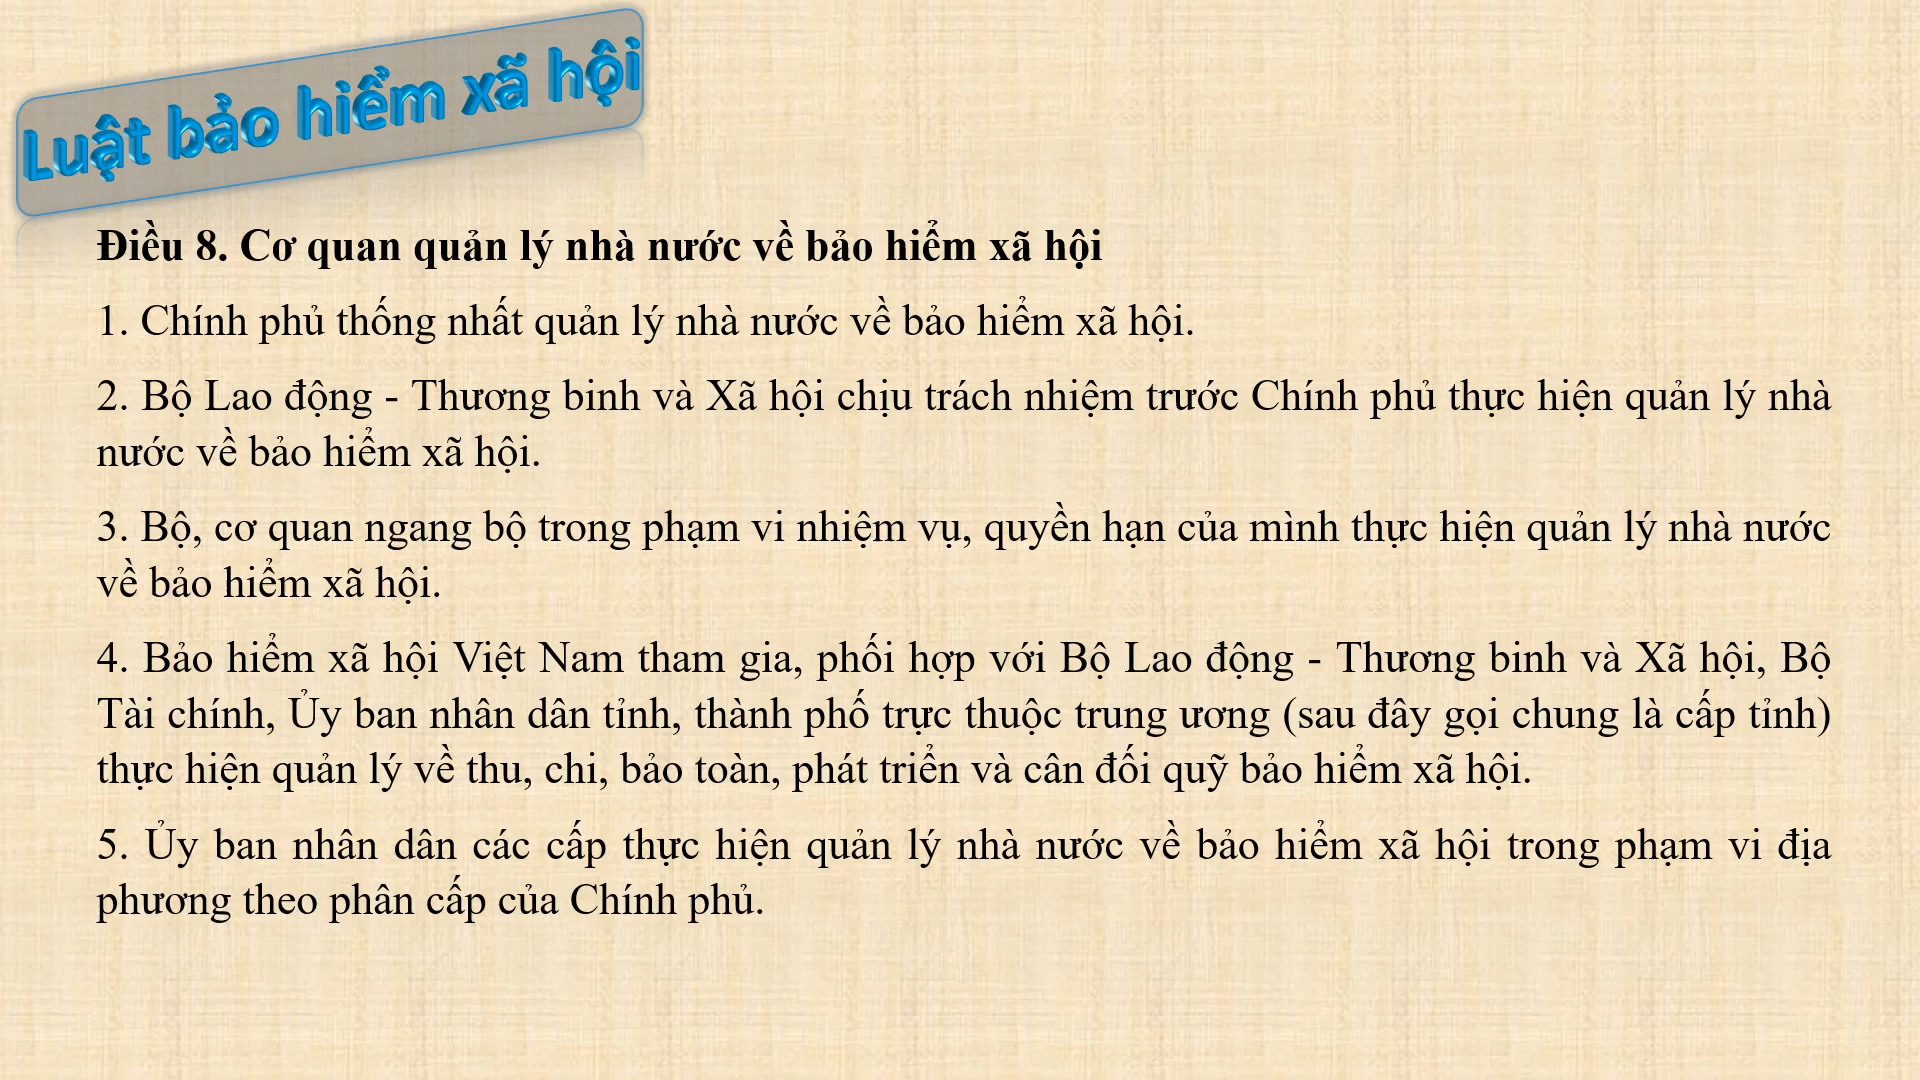 Luật bảo hiểm xã hội
Điều 8. Cơ quan quản lý nhà nước về bảo hiểm xã hội
1. Chính phủ thống nhất quản lý nhà nước về bảo hiểm xã hội.
2. Bộ Lao động - Thương binh và Xã hội chịu trách nhiệm trước Chính phủ thực hiện quản lý nhà
nước về bảo hiểm xã hội.
3. Bộ, cơ quan ngang bộ trong phạm vi nhiệm vụ, quyền hạn của mình thực hiện quản lý nhà nước
về bảo hiểm xã hội.
4. Bảo hiểm xã hội Việt Nam tham gia, phối hợp với Bộ Lao động - Thương binh và Xã hội, Bộ
Tài chính, Ủy ban nhân dân tỉnh, thành phố trực thuộc trung ương (sau đây gọi chung là cấp tỉnh)
thực hiện quản lý về thu, chi, bảo toàn, phát triển và cân đối quỹ bảo hiểm xã hội.
5. Ủy ban nhân dân các cấp thực hiện quản lý nhà nước về bảo hiểm xã hội trong phạm vi địa
phương theo phân cấp của Chính phủ.